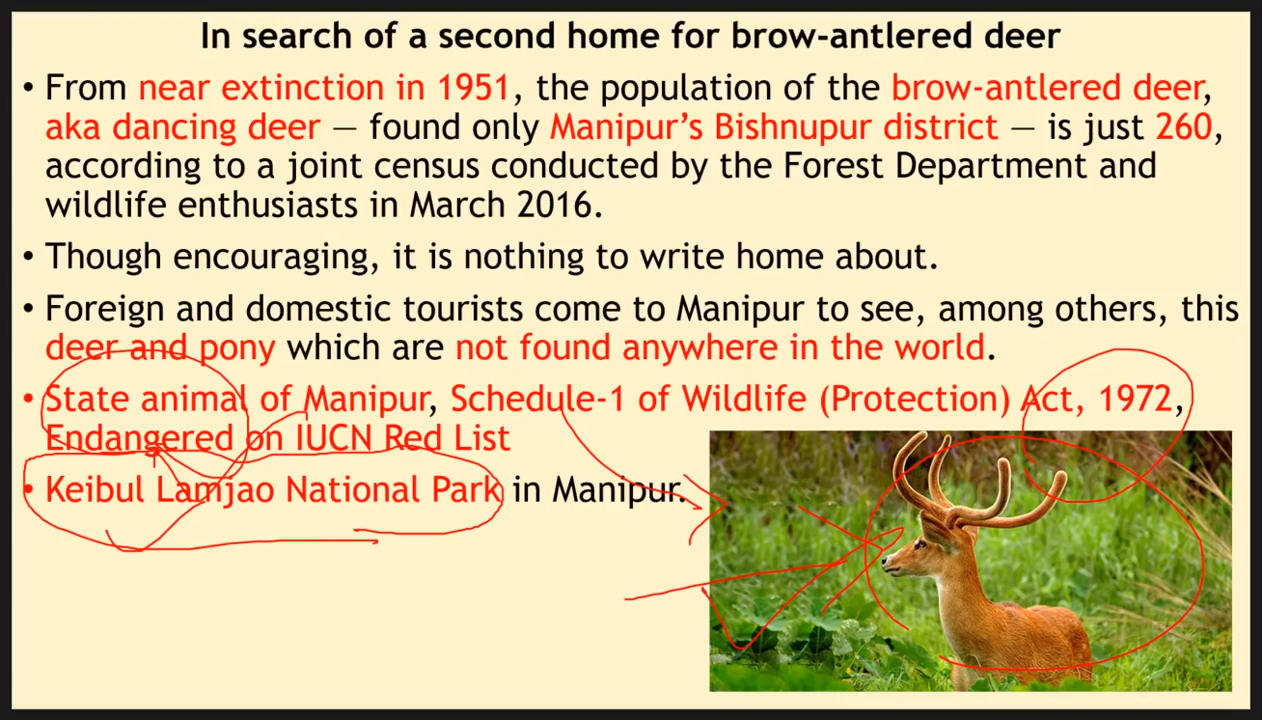 In search of a second home for brow-antlered deer
• From near extinction in 1951, the population of the brow-antlered deer,
aka dancing deer — found only Manipur's Bishnupur district — is just 260,
according to a joint census conducted by the Forest Department and
wildlife enthusiasts in March 2016.
• Though encouraging, it is nothing to write home about.
• Foreign and domestic tourists come to Manipur to see, among others, this
deer and pony which are not found anywhere in the world.
• State animal of Manipur, Schedule-1 of Wildlife (Protection) Act, 1972,
Endangered on IUCN Red List
• Keibul Lamjao National Park in Manipur.